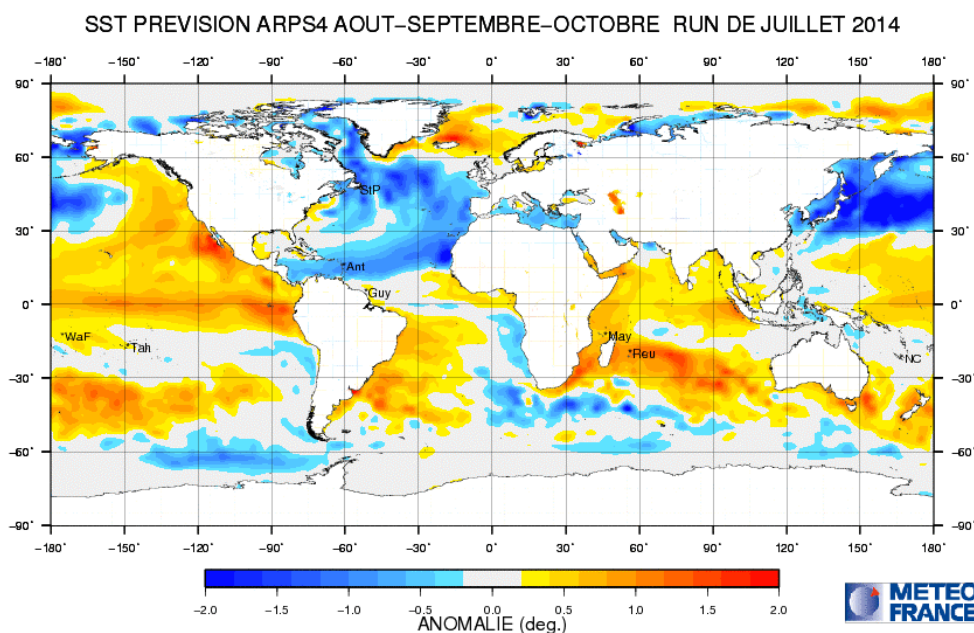 SST PREVISION ARPS4 AOUT–SEPTEMBRE–OCTOBRE RUN DE JUILLET 2014
−180° −150° −120° −90° −60° −30° 0° 30° 60° 90° 120° 150° 180°
90° 90°
60° 60°
StP
30° 30°
Ant
Guy
0° 0°
WaF Tah May Reu NC
−30° −30°
−60° −60°
−90° −90°
−180° −150° −120° −90° −60° −30° 0° 30° 60° 90° 120° 150° 180°
−2.0 −1.5 −1.0 −0.5 0.0 0.5 1.0 1.5 2.0
ANOMALIE (deg.)
METEO
FRANCE